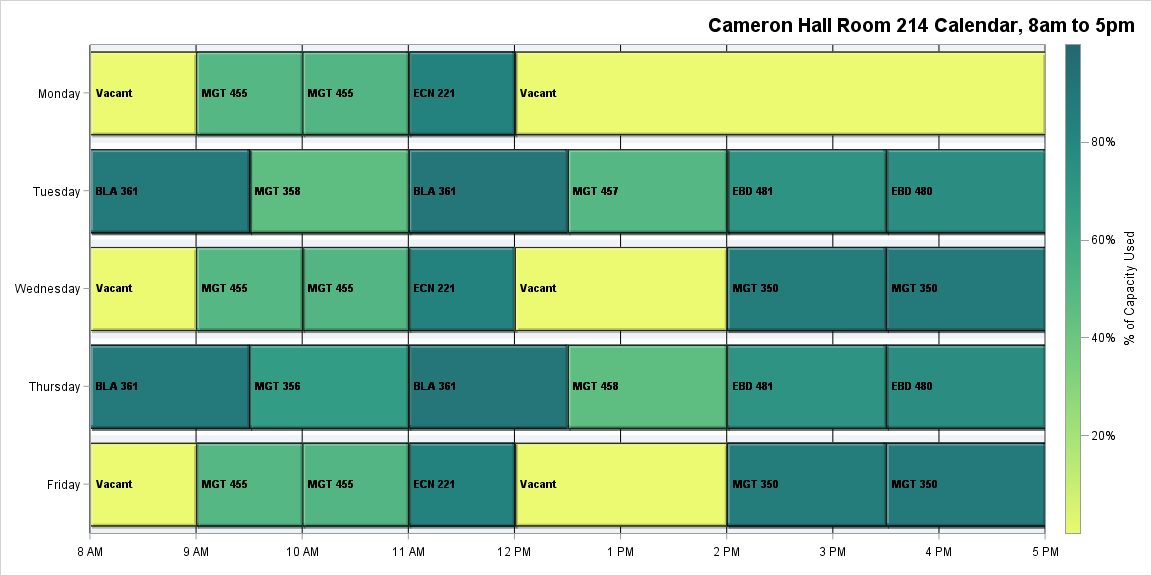 Cameron Hall Room 214 Calendar, 8am to 5pm
Monday
Vacant
MGT 455
MGT 455
ECN 221
Vacant
Tuesday
BLA 361
MGT 358
BLA 361
MGT 457
EBD 481
EBD 480
Wednesday
Vacant
MGT 455
MGT 455
ECN 221
Vacant
MGT 350
MGT 350
Thursday
BLA 361
MGT 356
BLA 361
MGT 458
EBD 481
EBD 480
Friday
Vacant
MGT 455
MGT 455
ECN 221
Vacant
MGT 350
MGT 350
8 AM
9 AM
10 AM
11 AM
12 PM
1 PM
2 PM
3 PM
4 PM
5 PM
80%
60%
40%
20%
% of Capacity Used